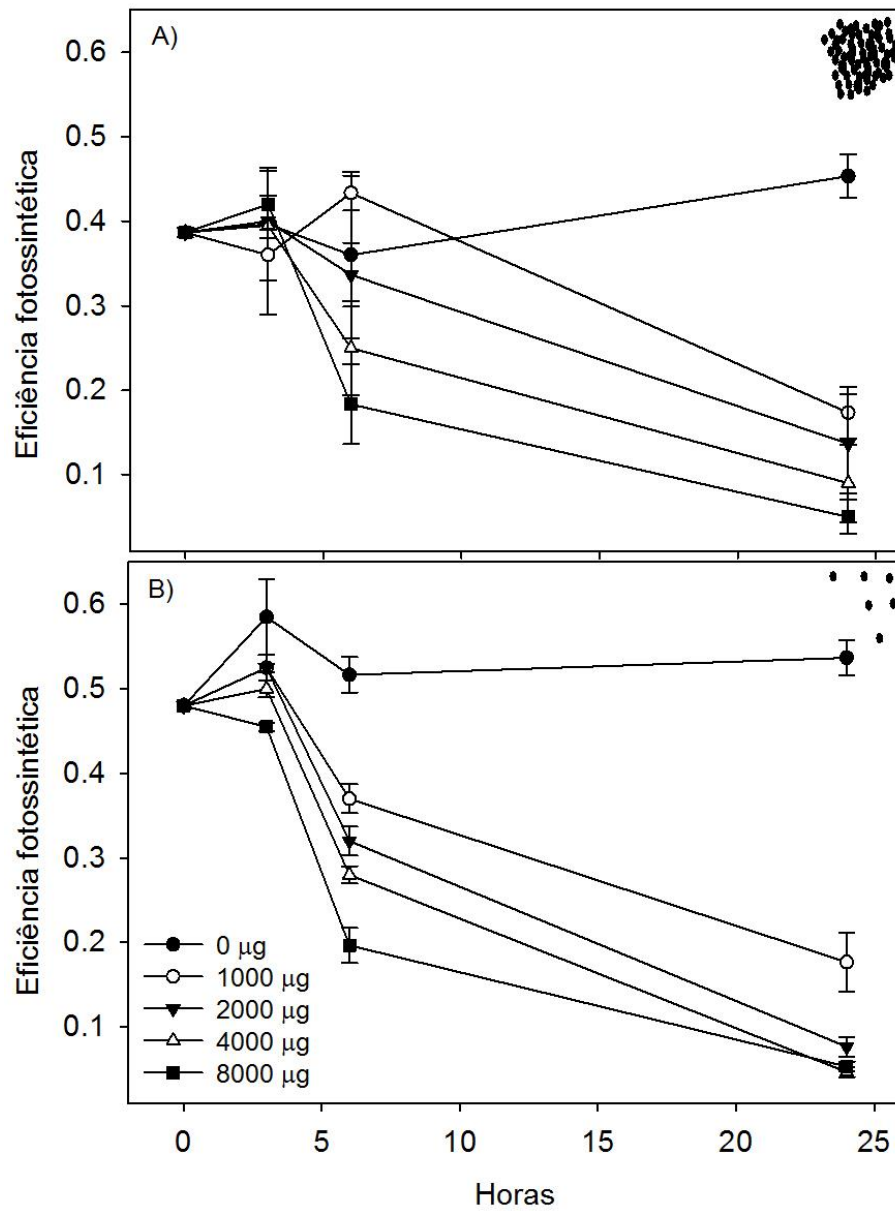 A)
0.6
0.5
0.4
0.3
0.2
0.1
Eficiência fotossintética
B)
0.6
0.5
0.4
0.3
0.2
0.1
Eficiência fotossintética
0 µg
1000 µg
2000 µg
4000 µg
8000 µg
0 5 10 15 20 25
Horas